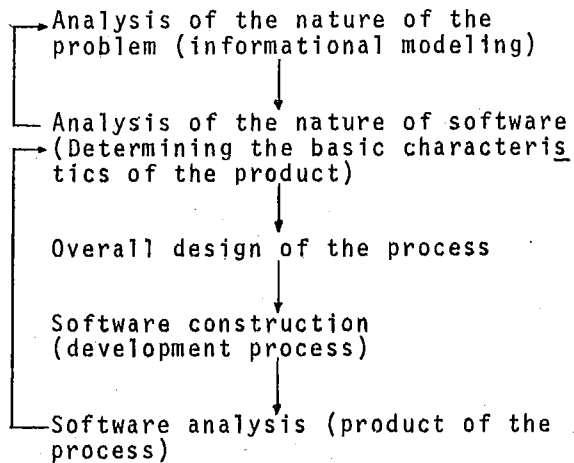 Analysis of the nature of the
problem (informational modeling)
Analysis of the nature of software
(Determining the basic characteris
tics of the product)
Overall design of the process
Software construction
(development process)
Software analysis (product of the
process)